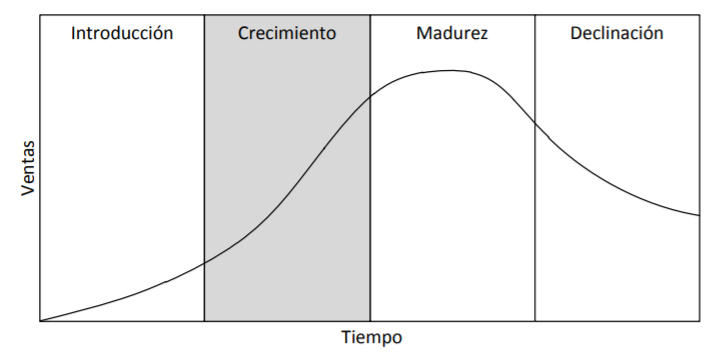 Introducción
Crecimiento
Madurez
Declinación
Ventas
Tiempo